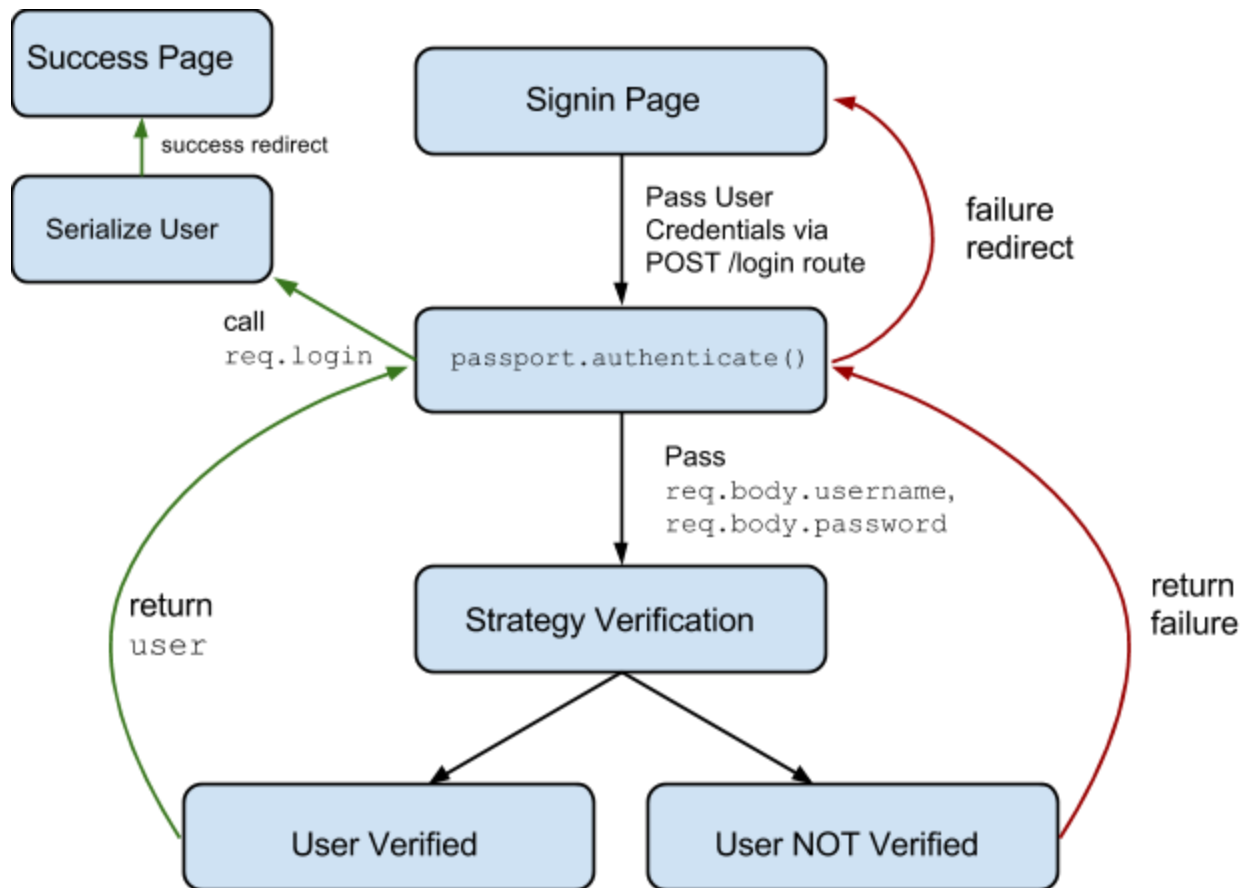 Success Page
Signin Page
success redirect
Serialize User
Pass User
Credentials via
POST /login route
failure
redirect
call
req.login
passport.authenticate()
Pass
req.body.username,
req.body.password
return
user
Strategy Verification
return
failure
User Verified
User NOT Verified